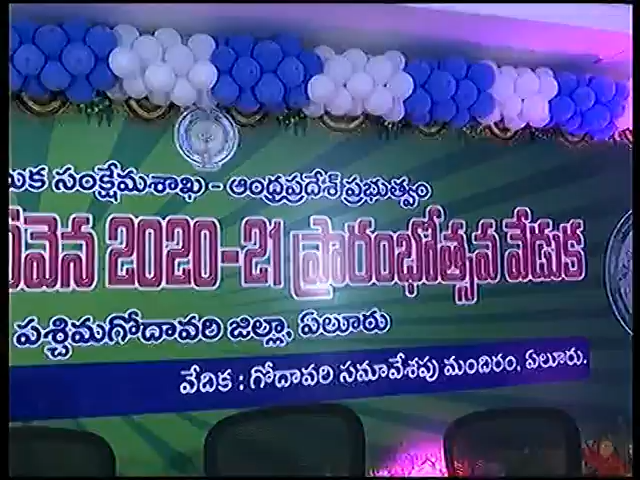 సంక్షేమశాఖ - ఆంధ్రప్రదేశ్ ప్రభుత్వం
2020-21 ప్రారంభోత్సవ వేడుక
పశ్చిమగోదావరి జిల్లా, ఏలూరు
వేదిక : గోదావరి సమావేశపు మందిరం, ఏలూరు.